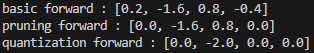 basic forward : [0.2, -1.6, 0.8, -0.4]
pruning forward : [0.0, -1.6, 0.8, 0.0]
quantization forward : [0.0, -2.0, 0.0, 0.0]